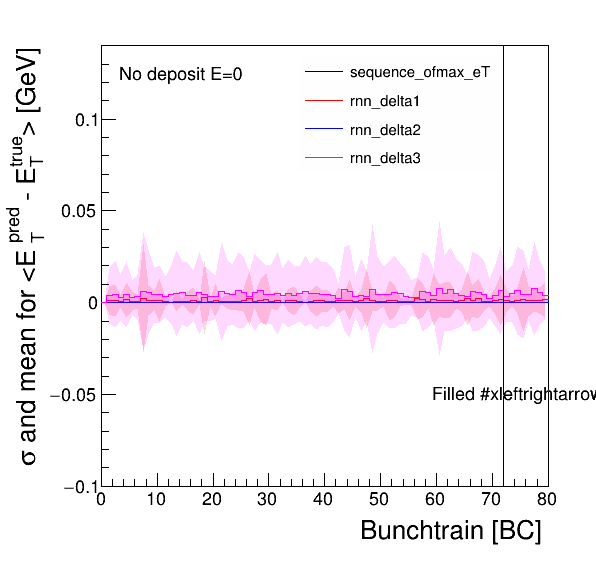 No deposit E=0
sequence_ofmax_eT
rnn_delta1
rnn_delta2
rnn_delta3
σ and mean for <E_T^pred - E_T^true> [GeV]
0.1
0.05
0
−0.05
−0.1
Filled #xleftrightarrow
0 10 20 30 40 50 60 70 80
Bunchtrain [BC]